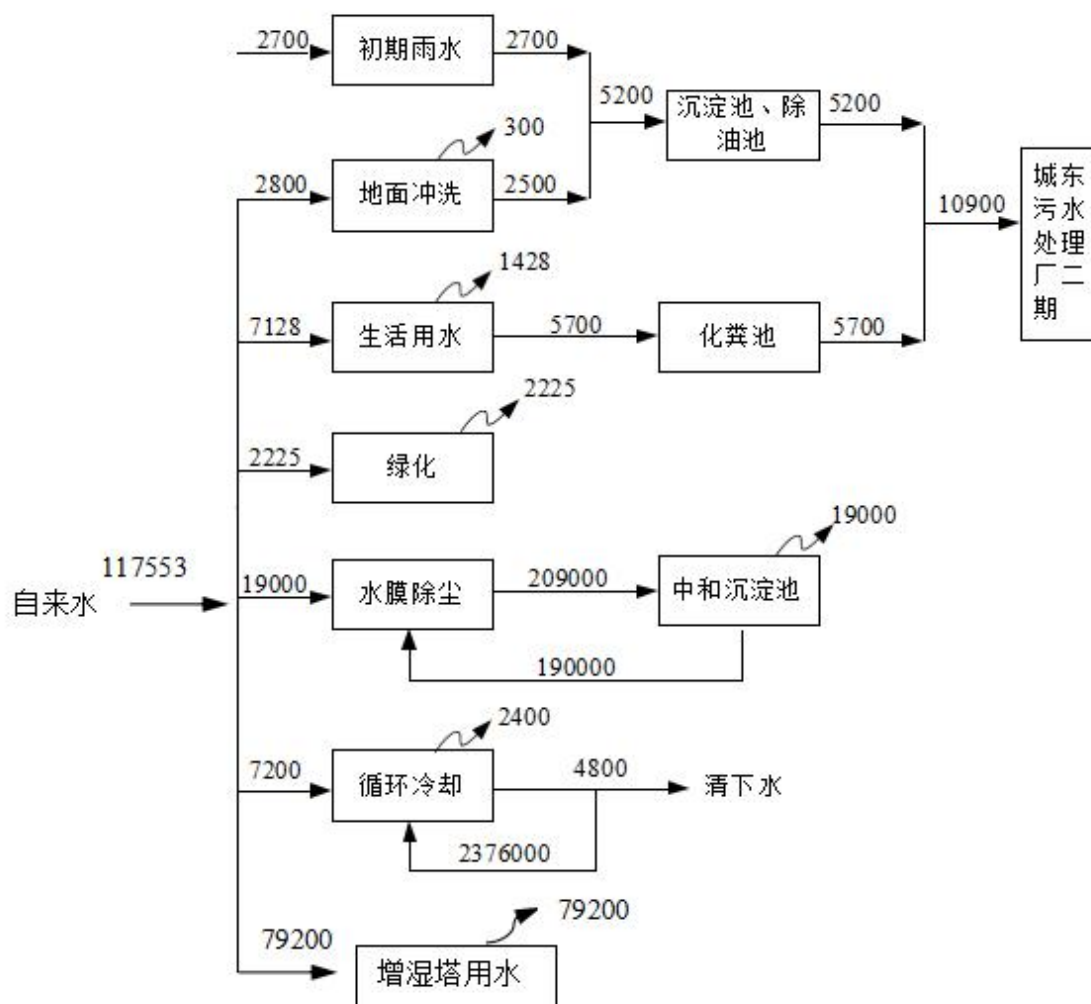 2700
初期雨水
2700
5200
沉淀池、除
油池
5200
300
2800
地面冲洗
2500
10900
城东
污水
处理
厂二
期
1428
7128
生活用水
5700
化粪池
5700
2225
2225
绿化
19000
117553
自来水
19000
水膜除尘
209000
中和沉淀池
190000
2400
7200
循环冷却
4800
清下水
2376000
79200
79200
增湿塔用水